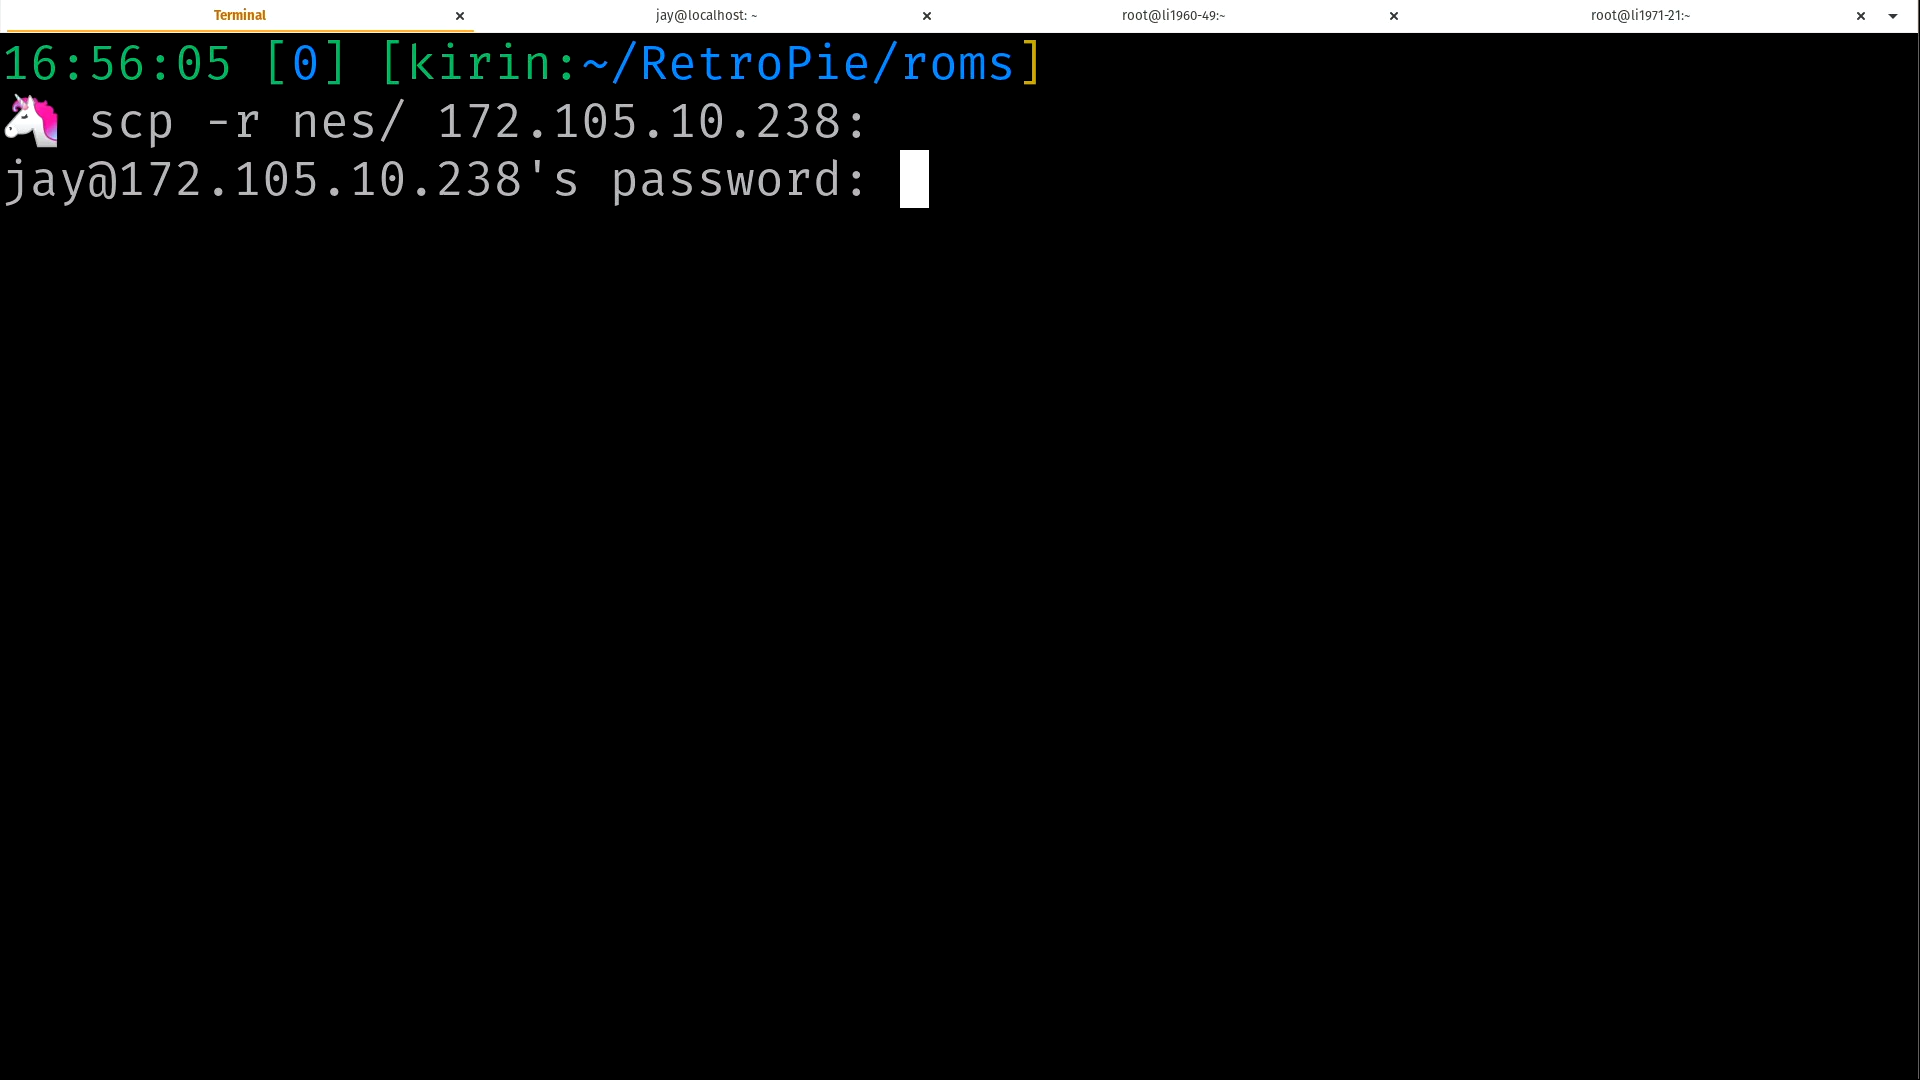 Terminal × jay@localhost: ~ × root@li1960-49:~ × root@li1971-21:~ ×
16:56:05 [0] [kirin:~/RetroPie/roms]
🦄 scp -r nes/ 172.105.10.238:
jay@172.105.10.238's password: